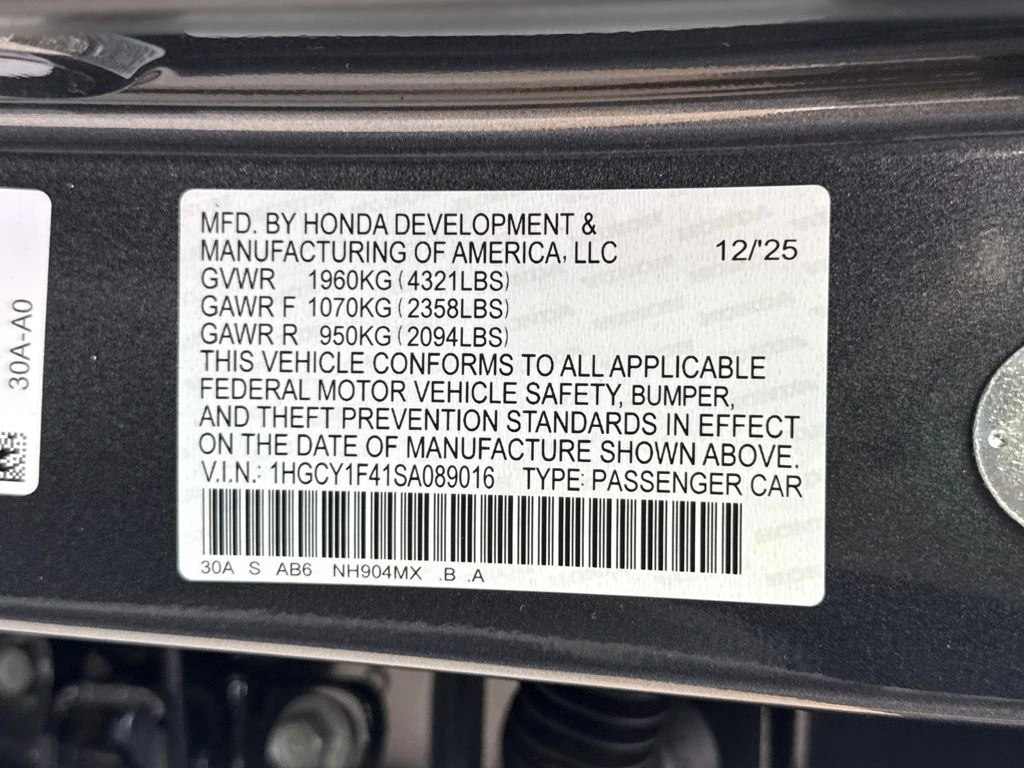 MFD. BY HONDA DEVELOPMENT &
MANUFACTURING OF AMERICA, LLC 12/'25
GVWR 1960KG (4321LBS)
GAWR F 1070KG (2358LBS)
GAWR R 950KG (2094LBS)
THIS VEHICLE CONFORMS TO ALL APPLICABLE
FEDERAL MOTOR VEHICLE SAFETY, BUMPER,
AND THEFT PREVENTION STANDARDS IN EFFECT
ON THE DATE OF MANUFACTURE SHOWN ABOVE.
V.I.N.: 1HGCY1F41SA089016 TYPE: PASSENGER CAR
30A S AB6 NH904MX .B .A
30A-A0